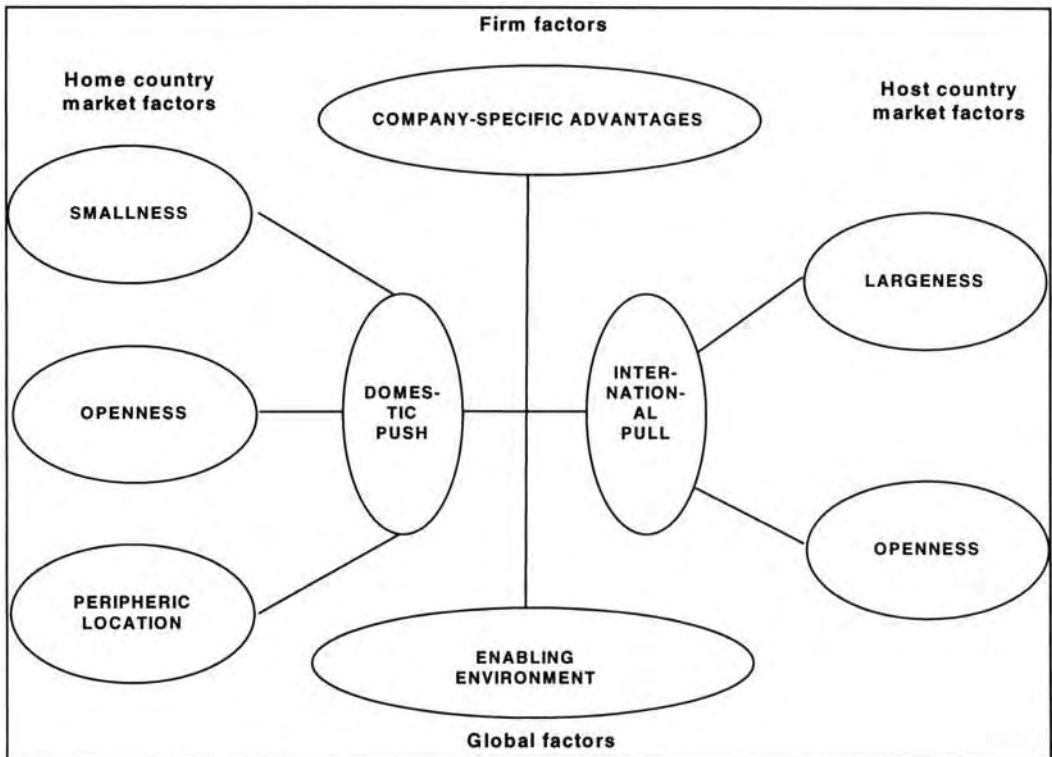 Firm factors
Home country
market factors
COMPANY-SPECIFIC ADVANTAGES
Host country
market factors
SMALLNESS
LARGENESS
OPENNESS
DOMES-
TIC
PUSH
INTER-
NATION-
AL
PULL
OPENNESS
PERIPHERIC
LOCATION
ENABLING
ENVIRONMENT
Global factors